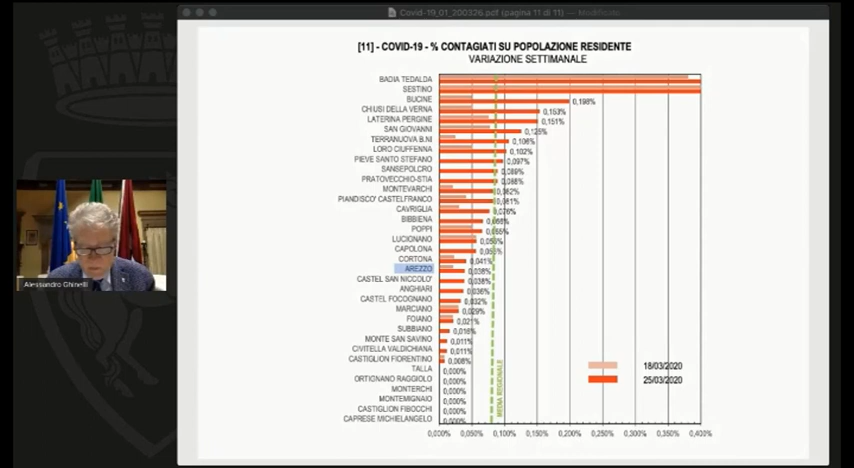 Covid-19_01_200326.pdf (pagina 11 di 11) — Modificato
[11] - COVID-19 - % CONTAGIATI SU POPOLAZIONE RESIDENTE
VARIAZIONE SETTIMANALE
BADIA TEDALDA
SESTINO
BUCINE 0,198%
CHIUSI DELLA VERNA 0,153%
LATERINA PERGINE 0,151%
SAN GIOVANNI 0,125%
TERRANUOVA B.NI 0,106%
LORO CIUFFENNA 0,102%
PIEVE SANTO STEFANO 0,097%
SANSEPOLCRO 0,089%
PRATOVECCHIO-STIA 0,088%
MONTEVARCHI 0,082%
PIANDISCO' CASTELFRANCO 0,081%
CAVRIGLIA 0,076%
BIBBIENA
POPPI
LUCIGNANO
CAPOLONA
CORTONA 0,041%
AREZZO 0,038%
CASTEL SAN NICCOLO' 0,038%
ANGHIARI 0,036%
CASTEL FOCOGNANO 0,032%
MARCIANO 0,029%
FOIANO 0,021%
SUBBIANO 0,016%
MONTE SAN SAVINO 0,011%
CIVITELLA VALDICHIANA 0,011%
CASTIGLION FIORENTINO 0,008%
TALLA 0,000%
ORTIGNANO RAGGIOLO 0,000%
MONTERCHI 0,000%
MONTEMIGNAIO 0,000%
CASTIGLION FIBOCCHI 0,000%
CAPRESE MICHELANGELO 0,000%
MEDIA REGIONALE
18/03/2020
25/03/2020
0,000% 0,050% 0,100% 0,150% 0,200% 0,250% 0,300% 0,350% 0,400%
Alessandro Ghinelli